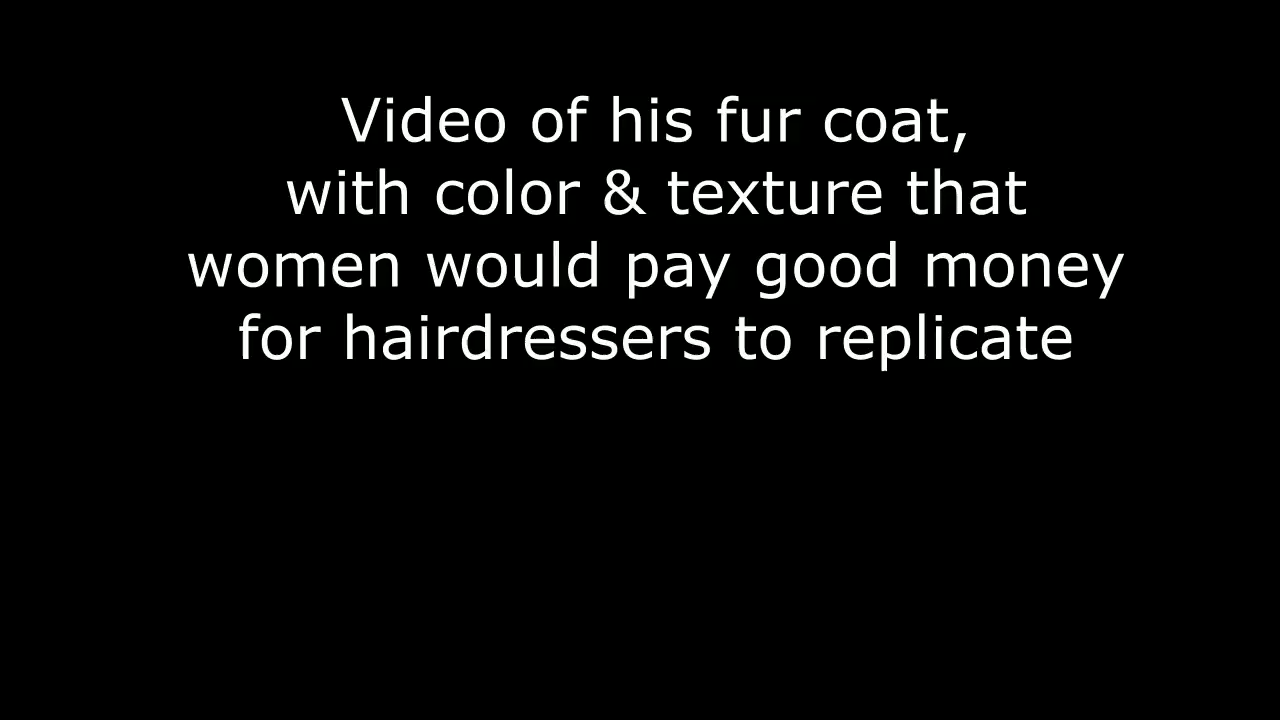 Video of his fur coat,
with color & texture that
women would pay good money
for hairdressers to replicate